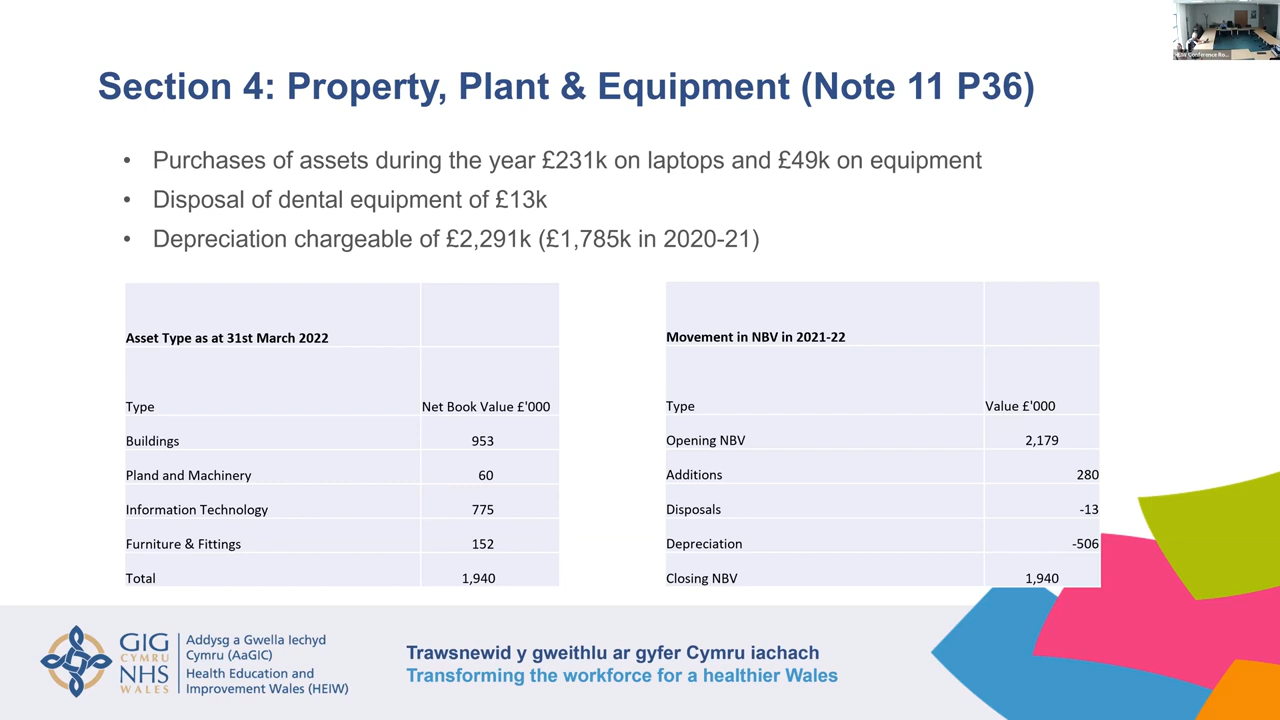 Section 4: Property, Plant & Equipment (Note 11 P36)
• Purchases of assets during the year £231k on laptops and £49k on equipment
• Disposal of dental equipment of £13k
• Depreciation chargeable of £2,291k (£1,785k in 2020-21)
Asset Type as at 31st March 2022
Type Net Book Value £'000
Buildings 953
Pland and Machinery 60
Information Technology 775
Furniture & Fittings 152
Total 1,940
Movement in NBV in 2021-22
Type Value £'000
Opening NBV 2,179
Additions 280
Disposals -13
Depreciation -506
Closing NBV 1,940
GIG
CYMRU
NHS
WALES
Addysg a Gwella Iechyd
Cymru (AaGIC)
Health Education and
Improvement Wales (HEIW)
Trawsnewid y gweithlu ar gyfer Cymru iachach
Transforming the workforce for a healthier Wales
HEIW Conference Ro...